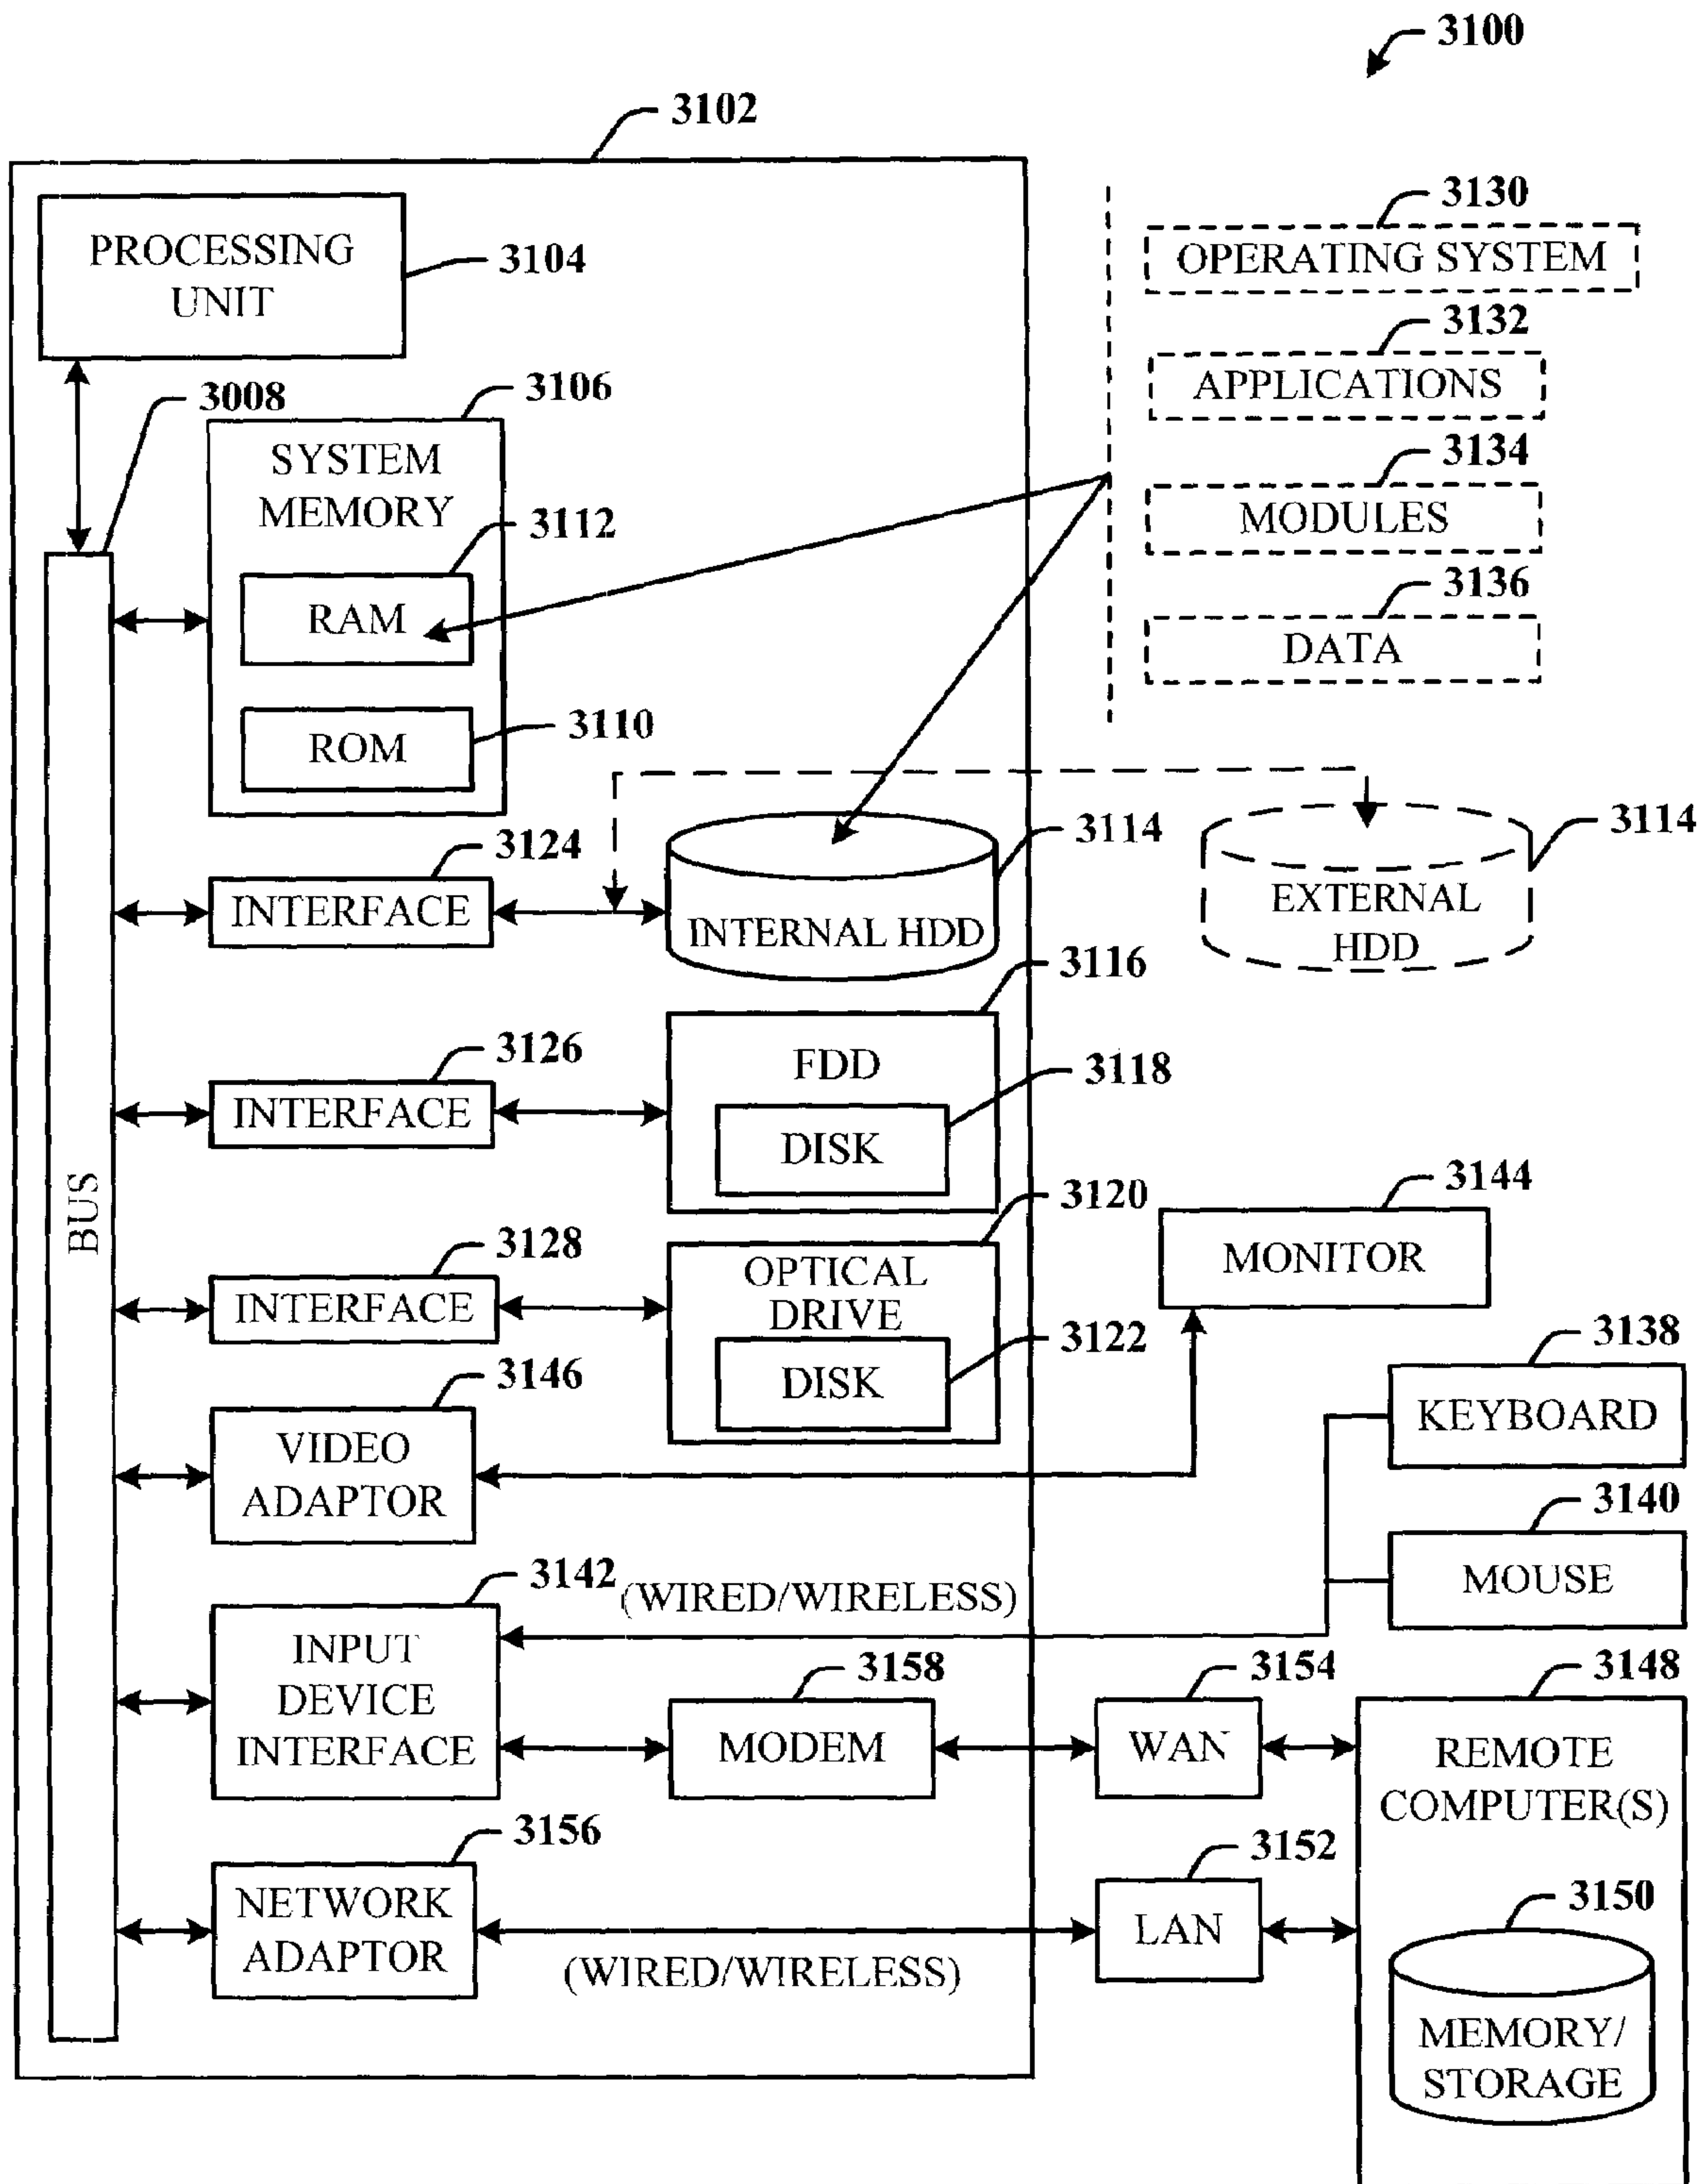 3100
3102
PROCESSING
UNIT
3104
3130
OPERATING SYSTEM
3132
APPLICATIONS
3134
MODULES
3136
DATA
3008
3106
SYSTEM
MEMORY
3112
RAM
3110
ROM
BUS
3124
INTERFACE
3114
INTERNAL HDD
3114
EXTERNAL
HDD
3126
INTERFACE
3116
FDD
3118
DISK
3128
INTERFACE
3120
OPTICAL
DRIVE
3122
DISK
3144
MONITOR
3146
VIDEO
ADAPTOR
3138
KEYBOARD
3140
MOUSE
3142
(WIRED/WIRELESS)
INPUT
DEVICE
INTERFACE
3158
MODEM
3154
WAN
3148
REMOTE
COMPUTER(S)
3156
NETWORK
ADAPTOR
(WIRED/WIRELESS)
3152
LAN
3150
MEMORY/
STORAGE